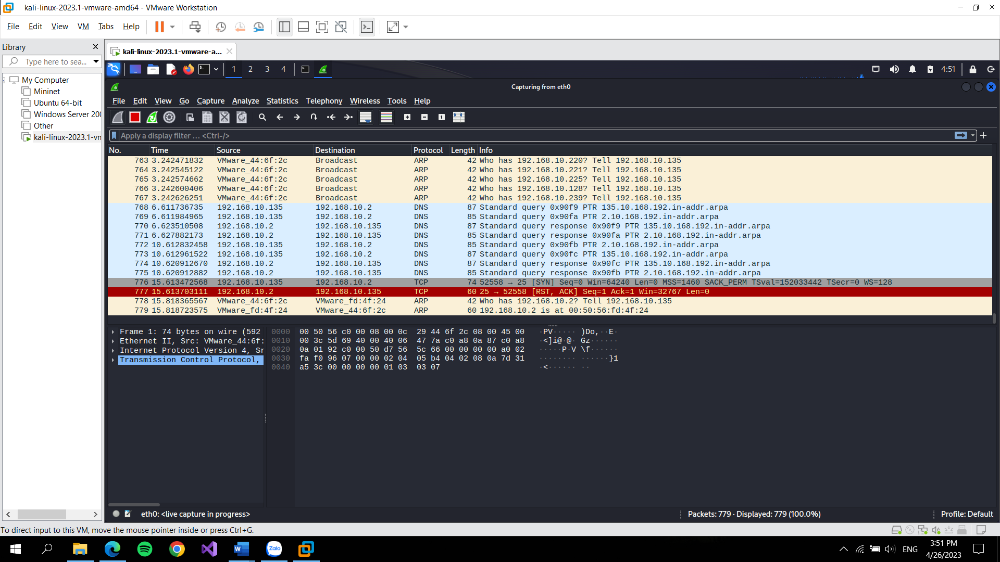 kali-linux-2023.1-vmware-amd64 - VMware Workstation
File Edit View VM Tabs Help
Library
Type here to sea...
My Computer
Mininet
Ubuntu 64-bit
Windows Server 200
Other
kali-linux-2023.1-vm
kali-linux-2023.1-vmware-a...
1 2 3 4
4:51
Capturing from eth0
File Edit View Go Capture Analyze Statistics Telephony Wireless Tools Help
Apply a display filter ... <Ctrl-/>
No. Time Source Destination Protocol Length Info
763 3.242471832 VMware_44:6f:2c Broadcast ARP 42 Who has 192.168.10.220? Tell 192.168.10.135
764 3.242545122 VMware_44:6f:2c Broadcast ARP 42 Who has 192.168.10.221? Tell 192.168.10.135
765 3.242574662 VMware_44:6f:2c Broadcast ARP 42 Who has 192.168.10.225? Tell 192.168.10.135
766 3.242600406 VMware_44:6f:2c Broadcast ARP 42 Who has 192.168.10.128? Tell 192.168.10.135
767 3.242626251 VMware_44:6f:2c Broadcast ARP 42 Who has 192.168.10.239? Tell 192.168.10.135
768 6.611736735 192.168.10.135 192.168.10.2 DNS 87 Standard query 0x90f9 PTR 135.10.168.192.in-addr.arpa
769 6.611984965 192.168.10.135 192.168.10.2 DNS 85 Standard query 0x90fa PTR 2.10.168.192.in-addr.arpa
770 6.623510508 192.168.10.2 192.168.10.135 DNS 87 Standard query response 0x90f9 PTR 135.10.168.192.in-addr.arpa
771 6.627882173 192.168.10.2 192.168.10.135 DNS 85 Standard query response 0x90fa PTR 2.10.168.192.in-addr.arpa
772 10.612832458 192.168.10.135 192.168.10.2 DNS 85 Standard query 0x90fb PTR 2.10.168.192.in-addr.arpa
773 10.612961522 192.168.10.135 192.168.10.2 DNS 87 Standard query 0x90fc PTR 135.10.168.192.in-addr.arpa
774 10.620912670 192.168.10.2 192.168.10.135 DNS 87 Standard query response 0x90fc PTR 135.10.168.192.in-addr.arpa
775 10.620912882 192.168.10.2 192.168.10.135 DNS 85 Standard query response 0x90fb PTR 2.10.168.192.in-addr.arpa
776 15.613472568 192.168.10.135 192.168.10.2 TCP 74 52558 → 25 [SYN] Seq=0 Win=64240 Len=0 MSS=1460 SACK_PERM TSval=152033442 TSecr=0 WS=128
777 15.613703111 192.168.10.2 192.168.10.135 TCP 60 25 → 52558 [RST, ACK] Seq=1 Ack=1 Win=32767 Len=0
778 15.818365567 VMware_44:6f:2c VMware_fd:4f:24 ARP 42 Who has 192.168.10.2? Tell 192.168.10.135
779 15.818723575 VMware_fd:4f:24 VMware_44:6f:2c ARP 60 192.168.10.2 is at 00:50:56:fd:4f:24
Frame 1: 74 bytes on wire (592
Ethernet II, Src: VMware_44:6f:
Internet Protocol Version 4, Sr
Transmission Control Protocol,
0000 00 50 56 c0 00 08 00 0c 29 44 6f 2c 08 00 45 00 ·PV····· )Do,··E·
0010 00 3c 5d 69 40 00 40 06 47 7a c0 a8 0a 87 c0 a8 ·<]i@·@· Gz······
0020 0a 01 92 c0 00 50 d7 56 5c 66 00 00 00 00 a0 02 ·····P·V \f······
0030 fa f0 96 07 00 00 02 04 05 b4 04 02 08 0a 7d 31 ········ ······}1
0040 a5 3c 00 00 00 00 01 03 03 07 ·<······ ··
eth0: <live capture in progress>
Packets: 779 · Displayed: 779 (100.0%)
Profile: Default
To direct input to this VM, move the mouse pointer inside or press Ctrl+G.
Zalo
ENG
3:51 PM
4/26/2023